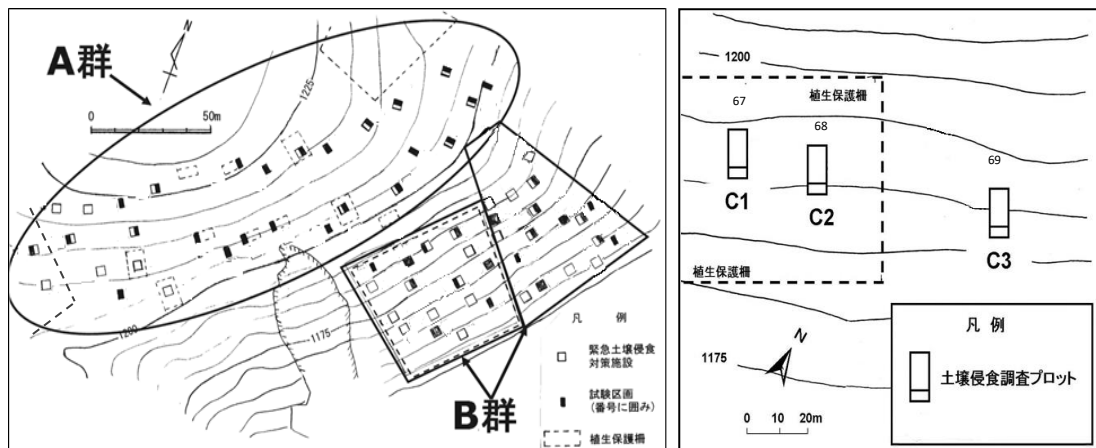 N
A群
1225
0
50m
1200
1175
B群
凡 例
緊急土壌侵食
対策施設
試験区画
(番号に囲み)
植生保護柵
1200
植生保護柵
67
68
69
C1
C2
C3
植生保護柵
N
1175
0 10 20m
凡 例
土壌侵食調査プロット